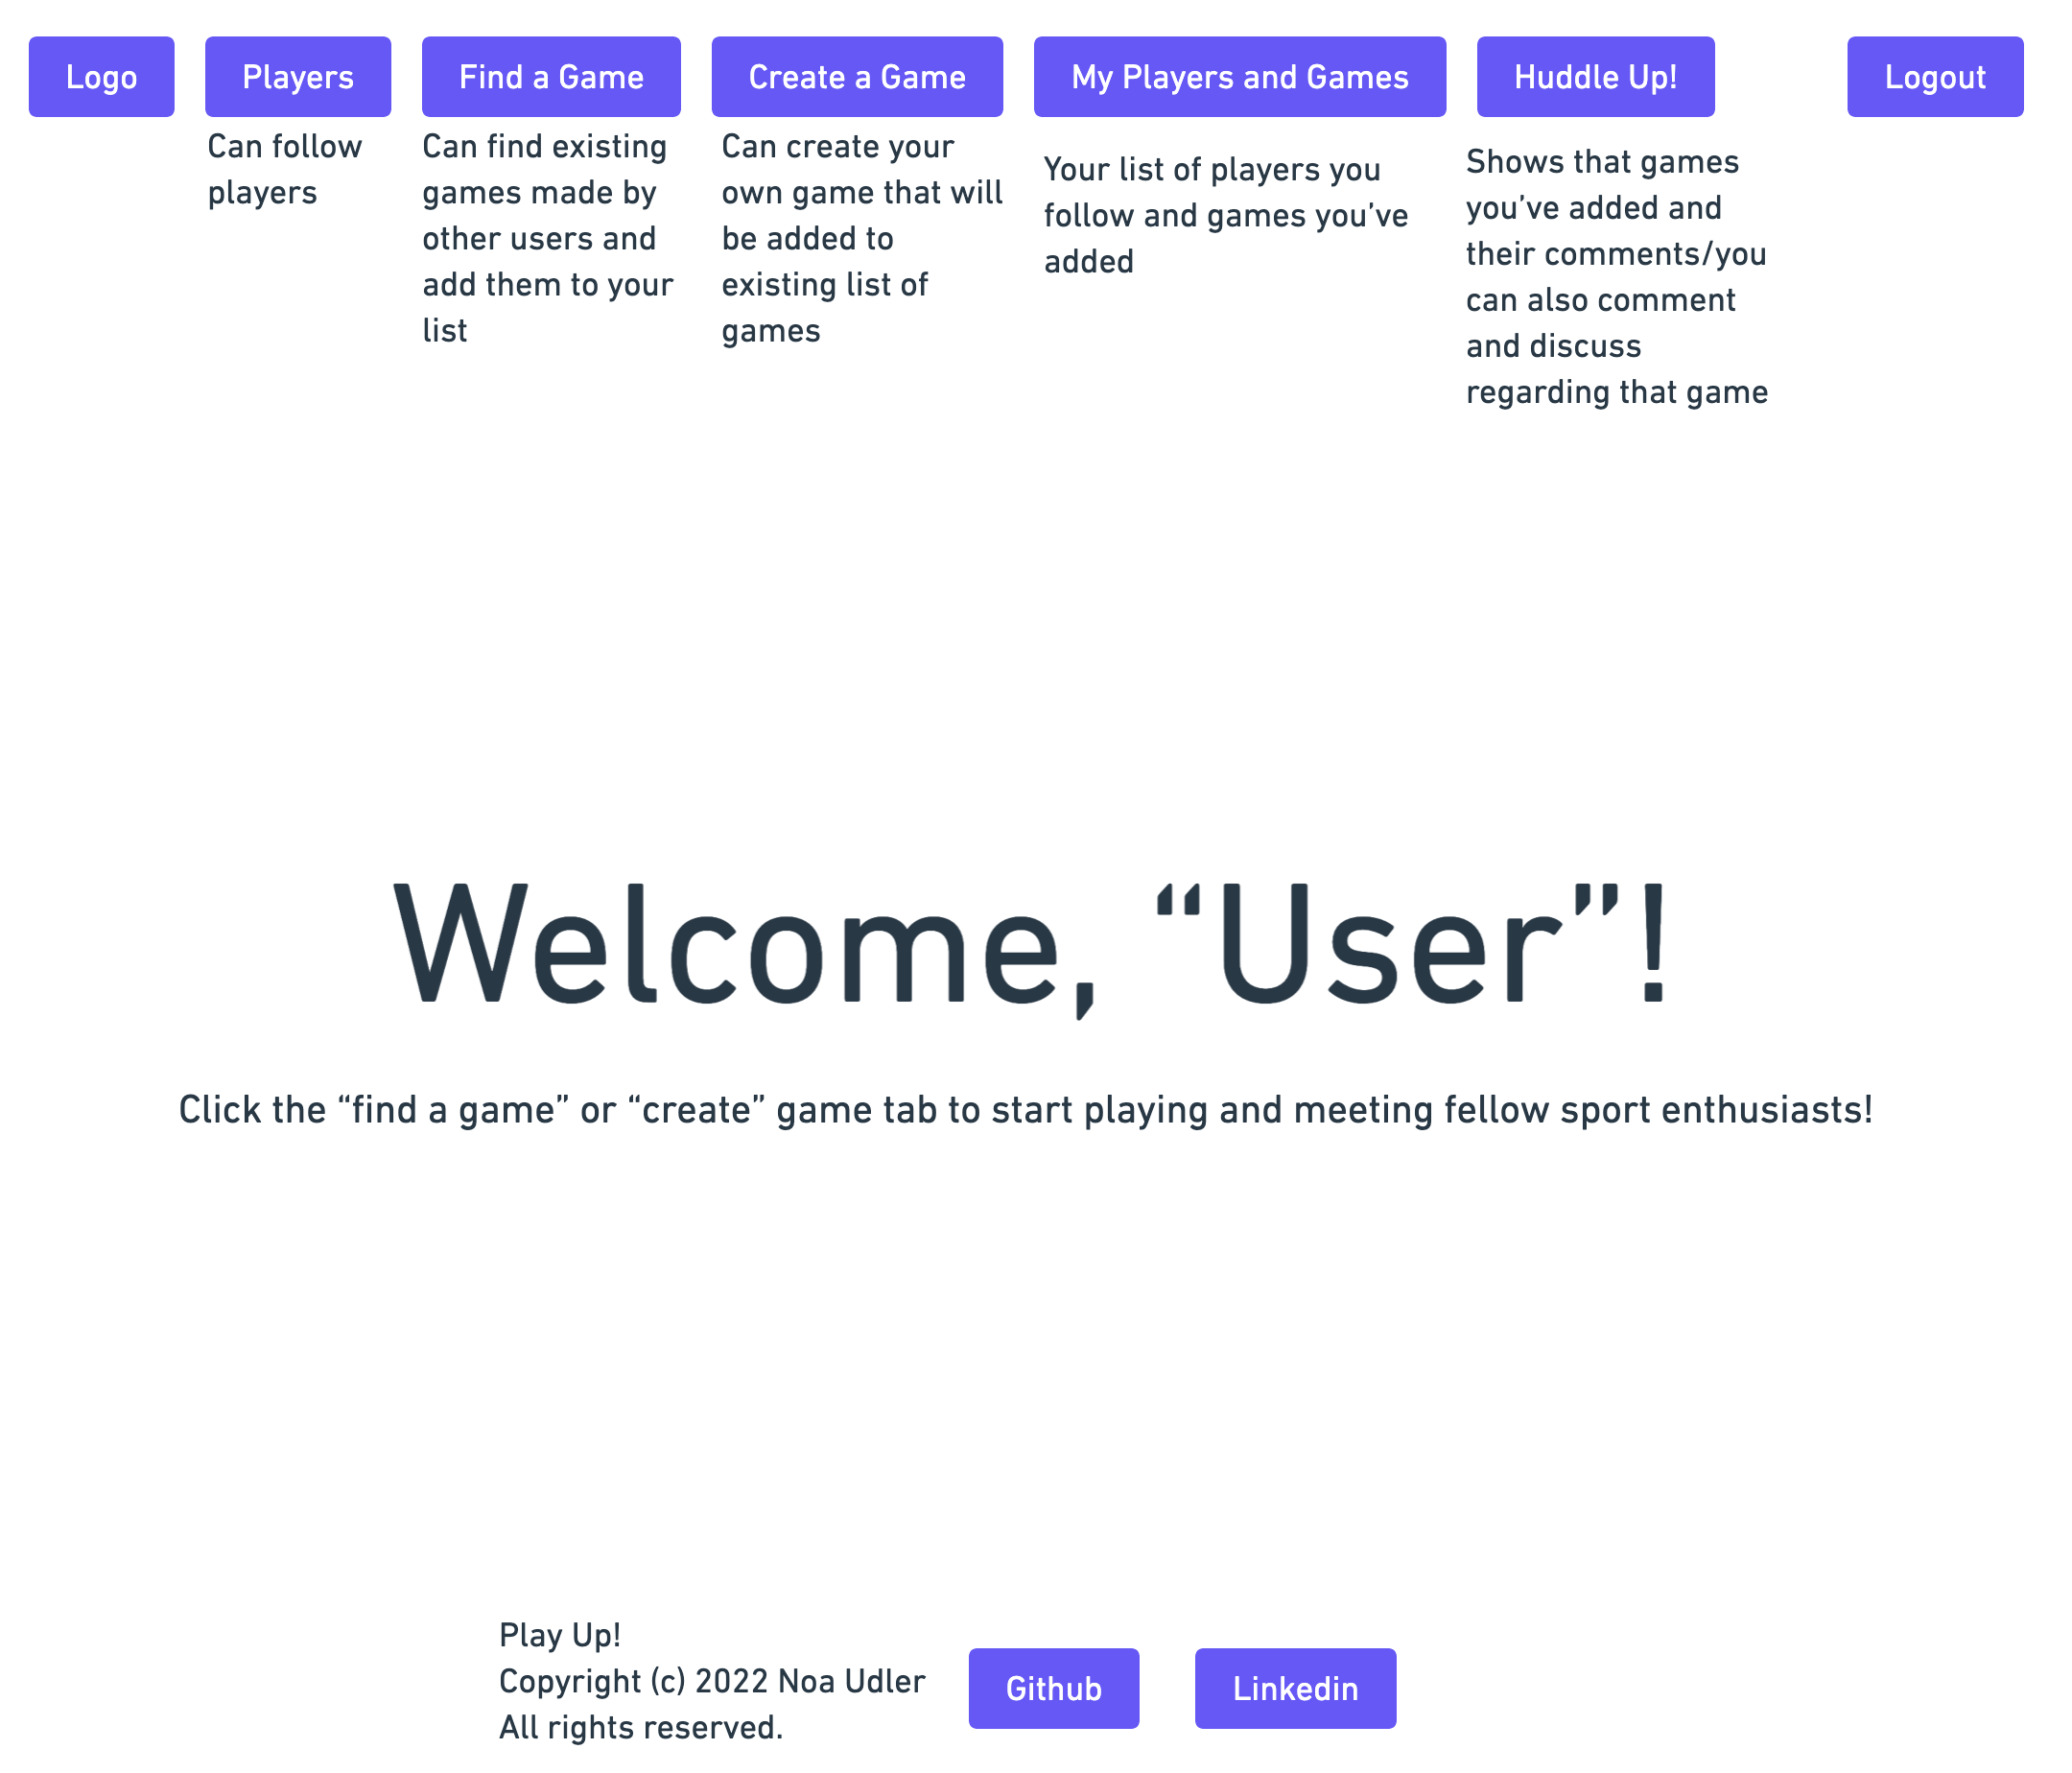 Logo
Players
Find a Game
Create a Game
My Players and Games
Huddle Up!
Logout
Can follow
players
Can find existing
games made by
other users and
add them to your
list
Can create your
own game that will
be added to
existing list of
games
Your list of players you
follow and games you’ve
added
Shows that games
you’ve added and
their comments/you
can also comment
and discuss
regarding that game
Welcome, “User”!
Click the “find a game” or “create” game tab to start playing and meeting fellow sport enthusiasts!
Play Up!
Copyright (c) 2022 Noa Udler
All rights reserved.
Github
Linkedin